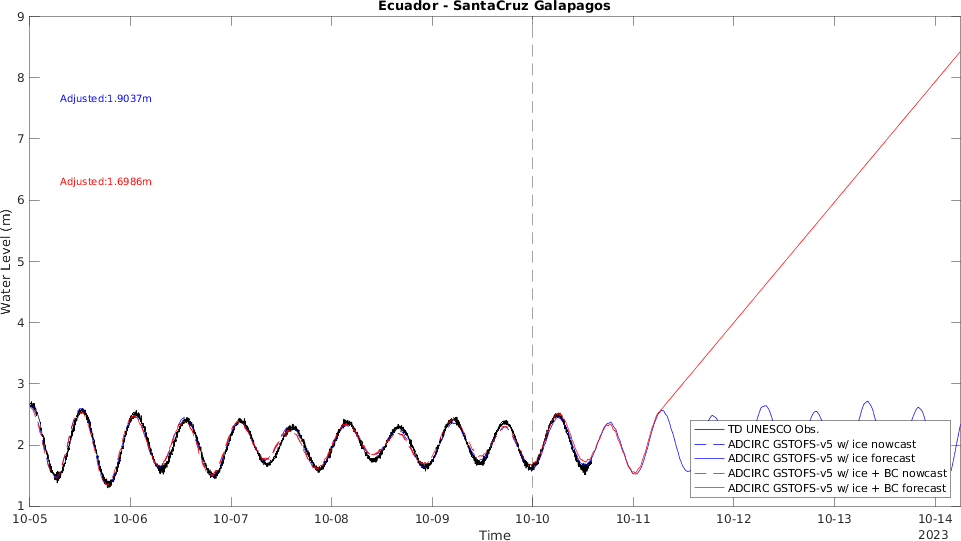 Ecuador - SantaCruz Galapagos
9
8
7
6
5
4
3
2
1
Water Level (m)
Adjusted:1.9037m
Adjusted:1.6986m
TD UNESCO Obs.
ADCIRC GSTOFS-v5 w/ ice nowcast
ADCIRC GSTOFS-v5 w/ ice forecast
ADCIRC GSTOFS-v5 w/ ice + BC nowcast
ADCIRC GSTOFS-v5 w/ ice + BC forecast
10-05 10-06 10-07 10-08 10-09 10-10 10-11 10-12 10-13 10-14
Time
2023